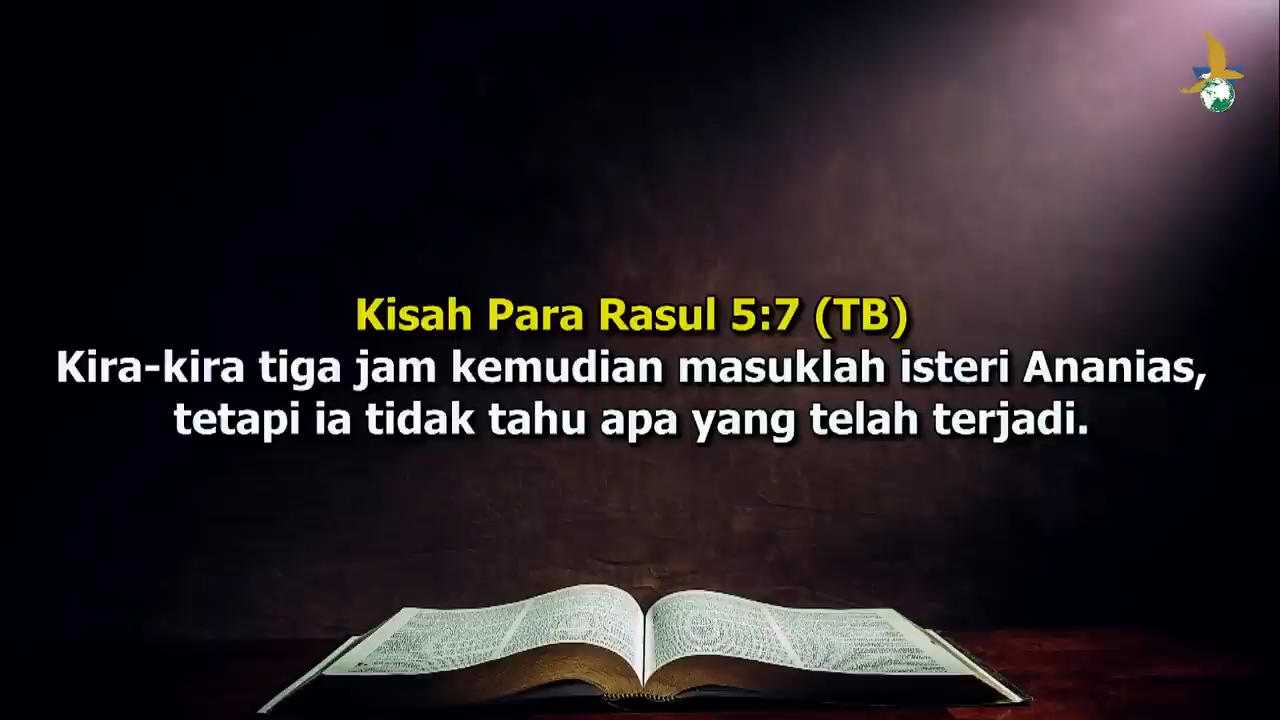 Kisah Para Rasul 5:7 (TB)
Kira-kira tiga jam kemudian masuklah isteri Ananias,
tetapi ia tidak tahu apa yang telah terjadi.